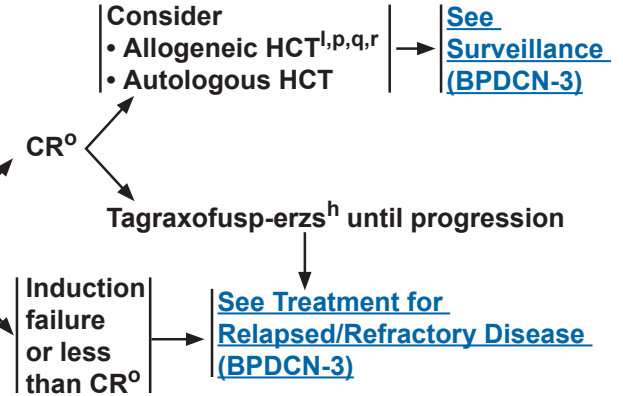 Consider
• Allogeneic HCTl,p,q,r
• Autologous HCT
See
Surveillance
(BPDCN-3)
CRo
Tagraxofusp-erzsh until progression
Induction
failure
or less
than CRo
See Treatment for
Relapsed/Refractory Disease
(BPDCN-3)